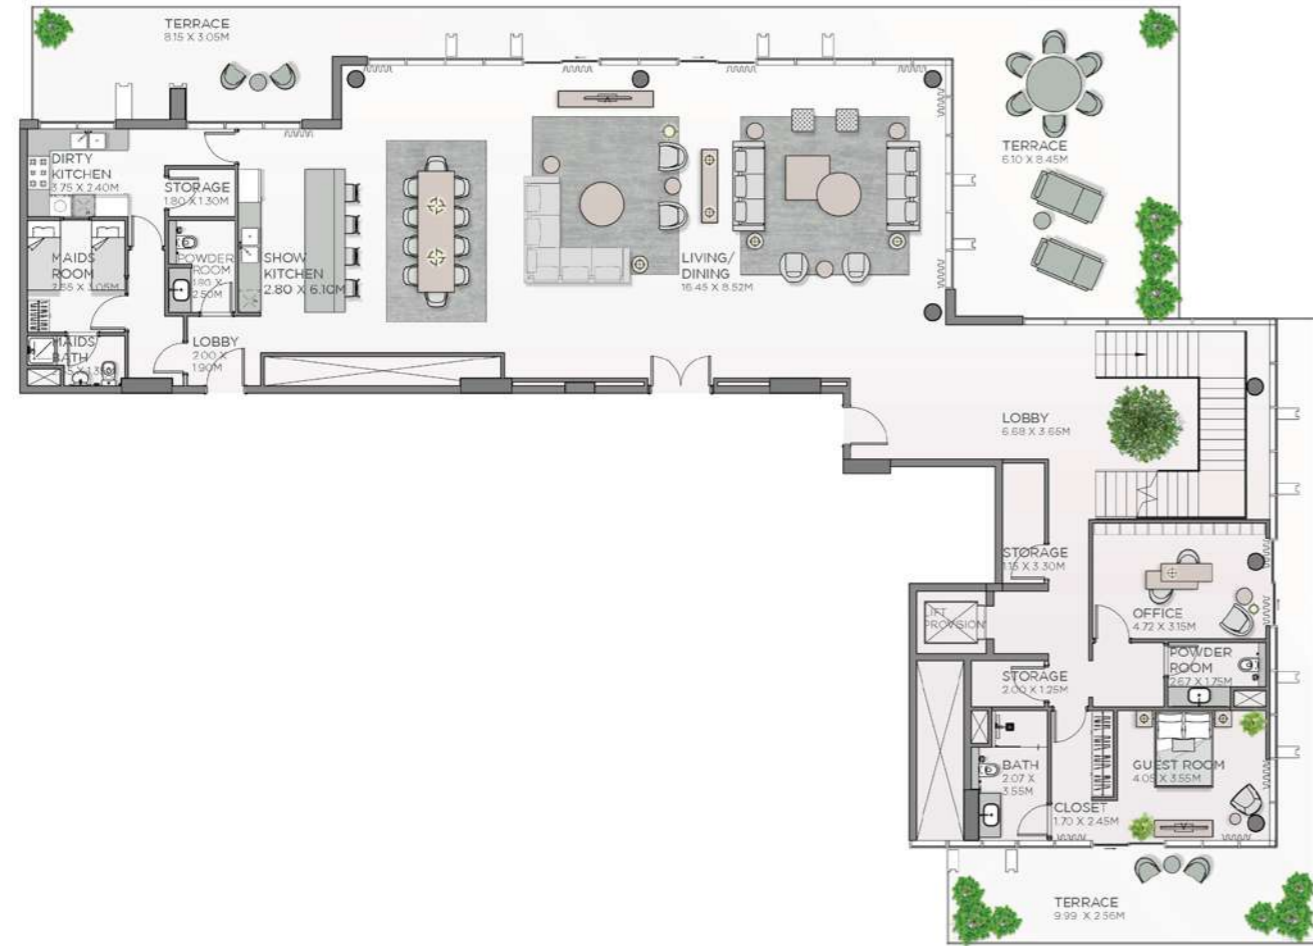 TERRACE
8.15 X 3.05M
DIRTY
KITCHEN
3.75 X 2.40M
STORAGE
1.80 X 1.30M
TERRACE
6.10 X 8.45M
MAIDS
ROOM
POWDER
ROOM
1.80 X
2.50M
SHOW
KITCHEN
2.80 X 6.10M
LIVING/
DINING
16.45 X 8.52M
MAIDS
BATH
LOBBY
2.00 X
1.90M
LOBBY
6.68 X 3.65M
STORAGE
1.15 X 3.30M
LIFT
PROVISION
OFFICE
4.72 X 3.15M
POWDER
ROOM
2.67 X 1.75M
STORAGE
2.00 X 1.25M
BATH
2.07 X
3.55M
GUEST ROOM
4.05 X 3.55M
CLOSET
1.70 X 2.45M
TERRACE
9.99 X 2.56M